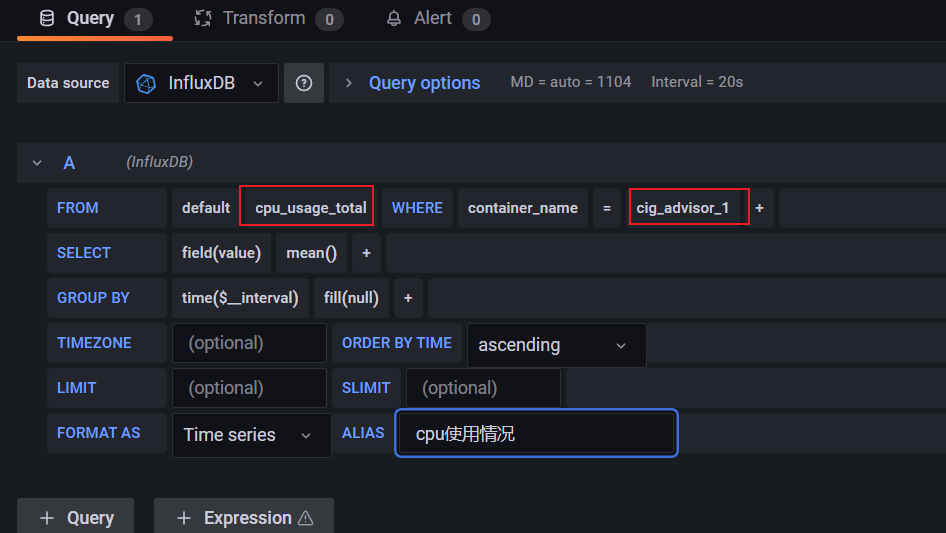 Query 1 Transform 0 Alert 0
Data source InfluxDB Query options MD = auto = 1104 Interval = 20s
A (InfluxDB)
FROM default cpu_usage_total WHERE container_name = cig_advisor_1 +
SELECT field(value) mean() +
GROUP BY time($__interval) fill(null) +
TIMEZONE (optional) ORDER BY TIME ascending
LIMIT (optional) SLIMIT (optional)
FORMAT AS Time series ALIAS cpu使用情况
+ Query + Expression